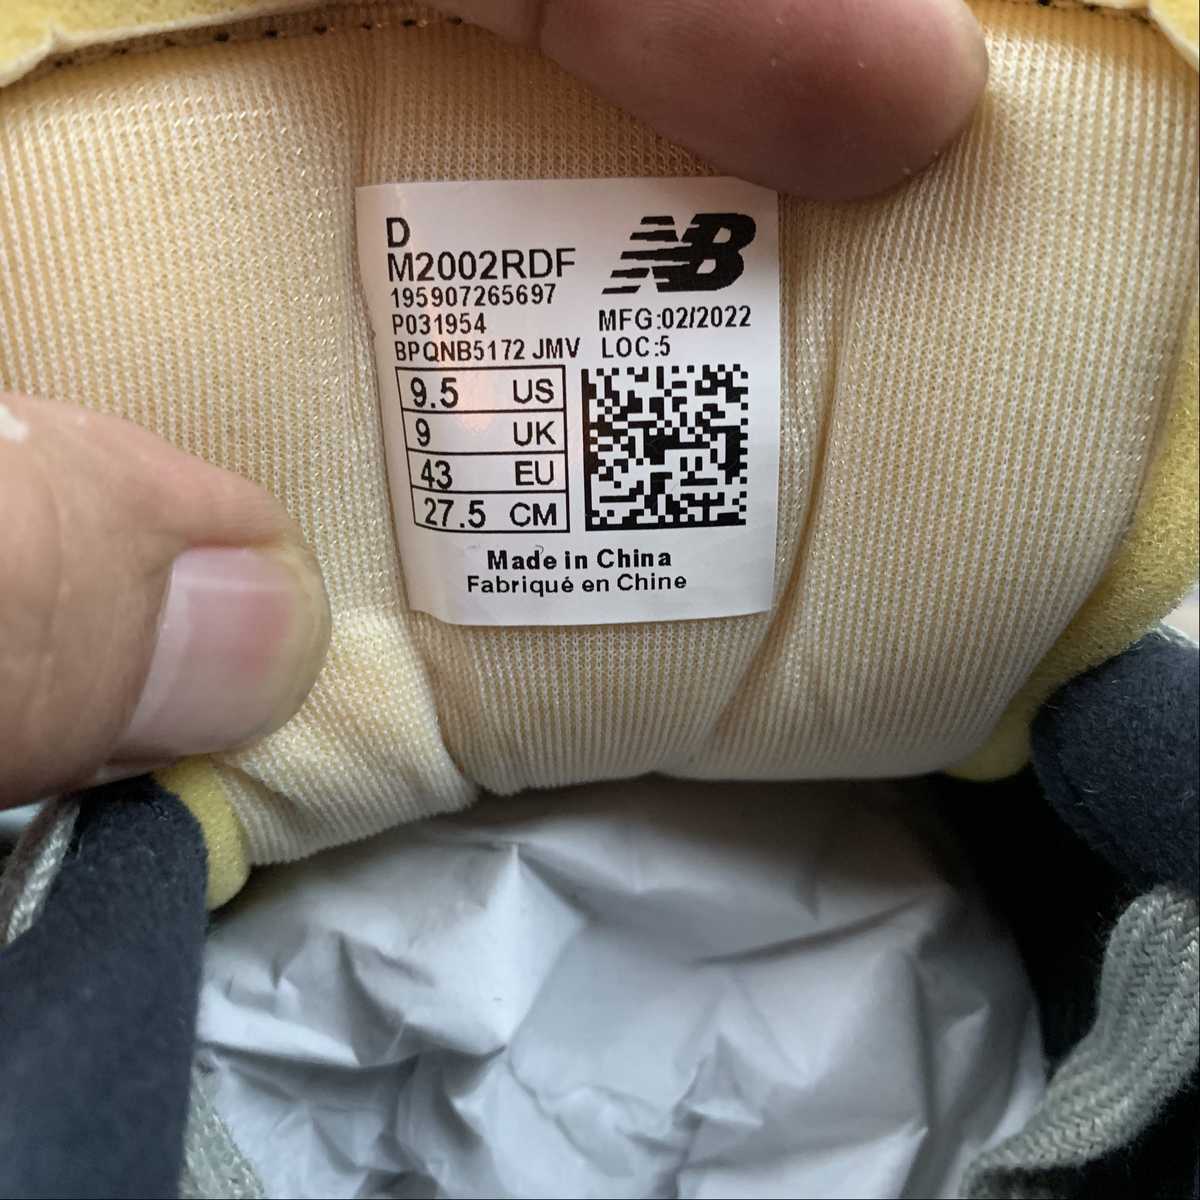 D
M2002RDF
NB
195907265697
P031954
MFG:02/2022
BPQNB5172 JMV LOC:5
9.5 US
9 UK
43 EU
27.5 CM
Made in China
Fabriqué en Chine